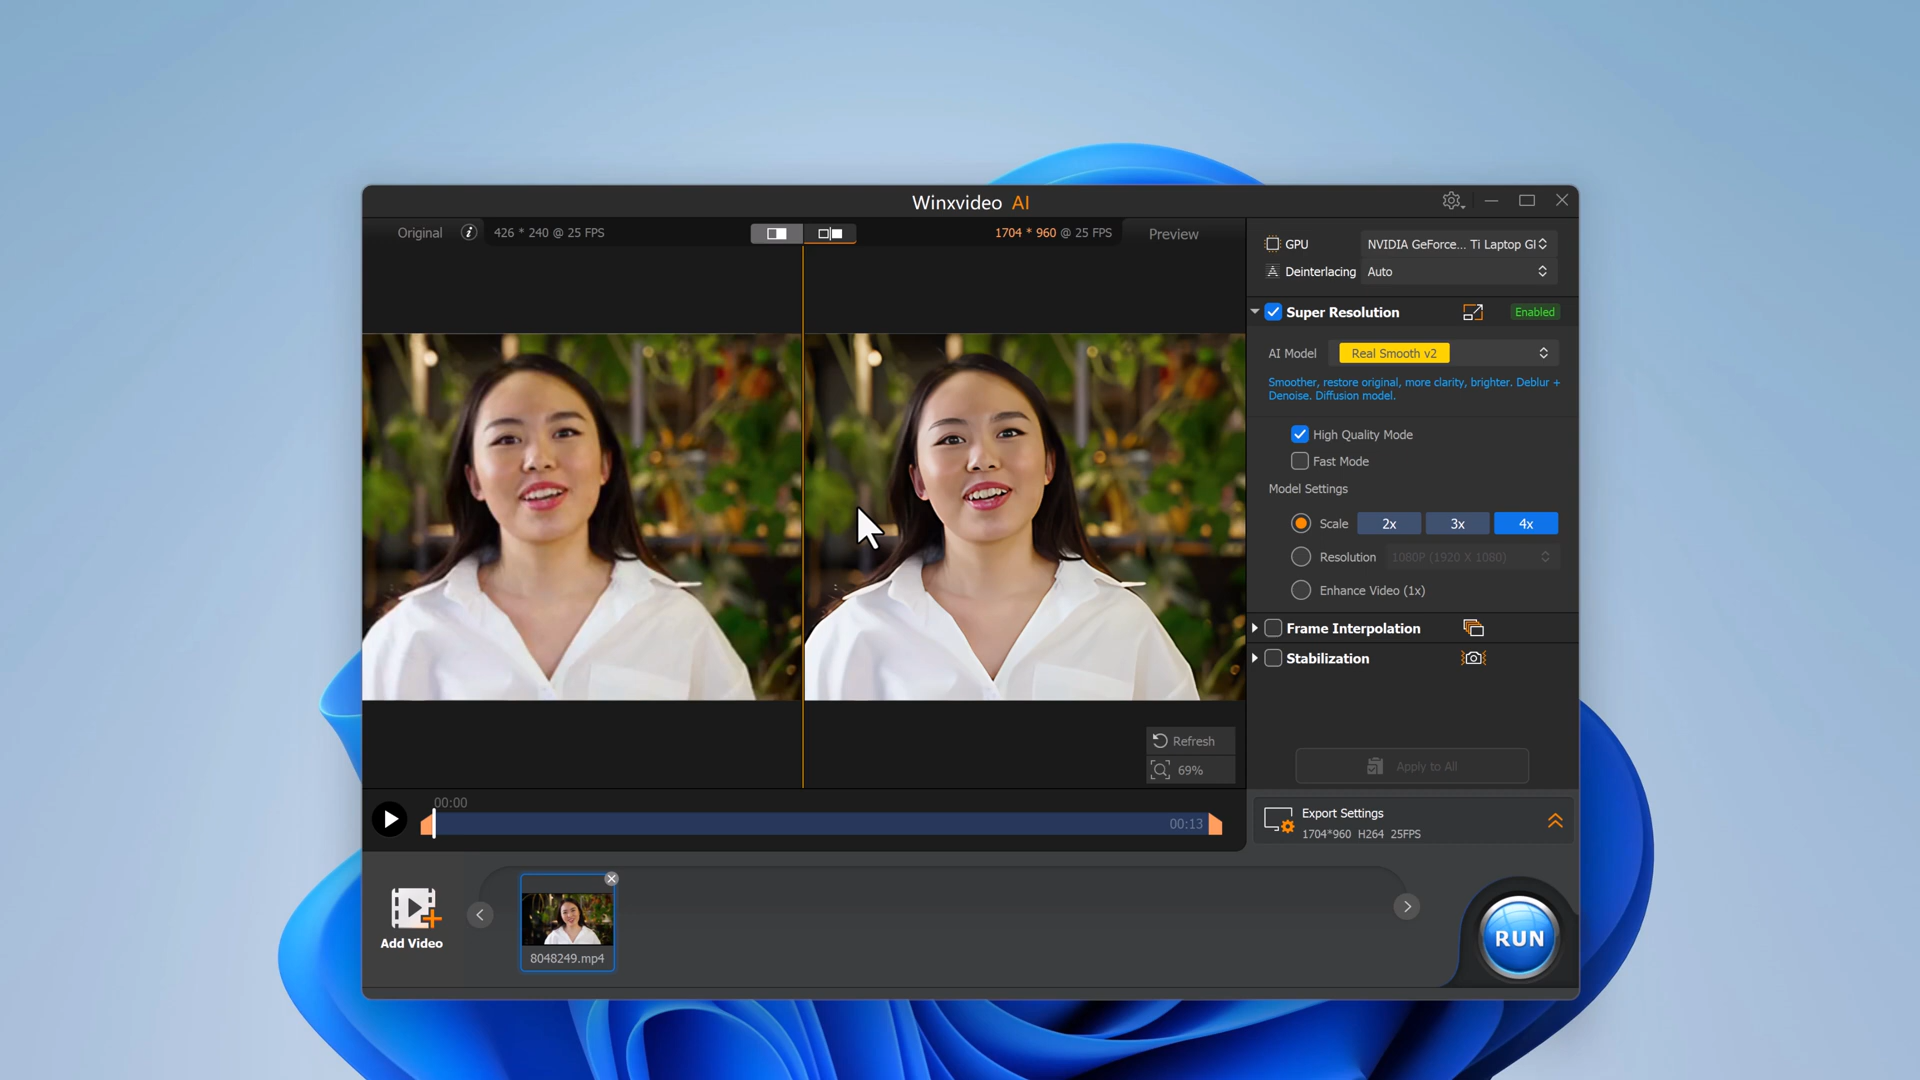 Winxvideo AI
Original
426 * 240 @ 25 FPS
1704 * 960 @ 25 FPS
Preview
GPU
NVIDIA GeForce... Ti Laptop GI
Deinterlacing
Auto
Super Resolution
Enabled
AI Model
Real Smooth v2
Smoother, restore original, more clarity, brighter. Deblur +
Denoise. Diffusion model.
High Quality Mode
Fast Mode
Model Settings
Scale
2x
3x
4x
Resolution
1080P (1920 X 1080)
Enhance Video (1x)
Frame Interpolation
Stabilization
Refresh
69%
Apply to All
00:00
00:13
Export Settings
1704*960 H264 25FPS
Add Video
8048249.mp4
RUN